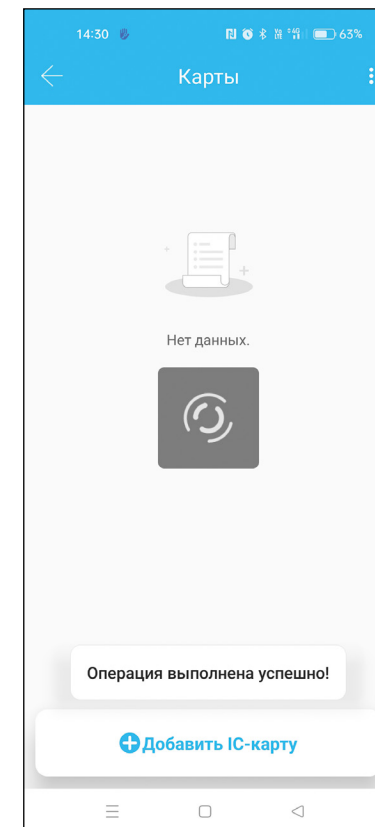 14:30 63%
Карты
Нет данных.
Операция выполнена успешно!
Добавить IC-карту